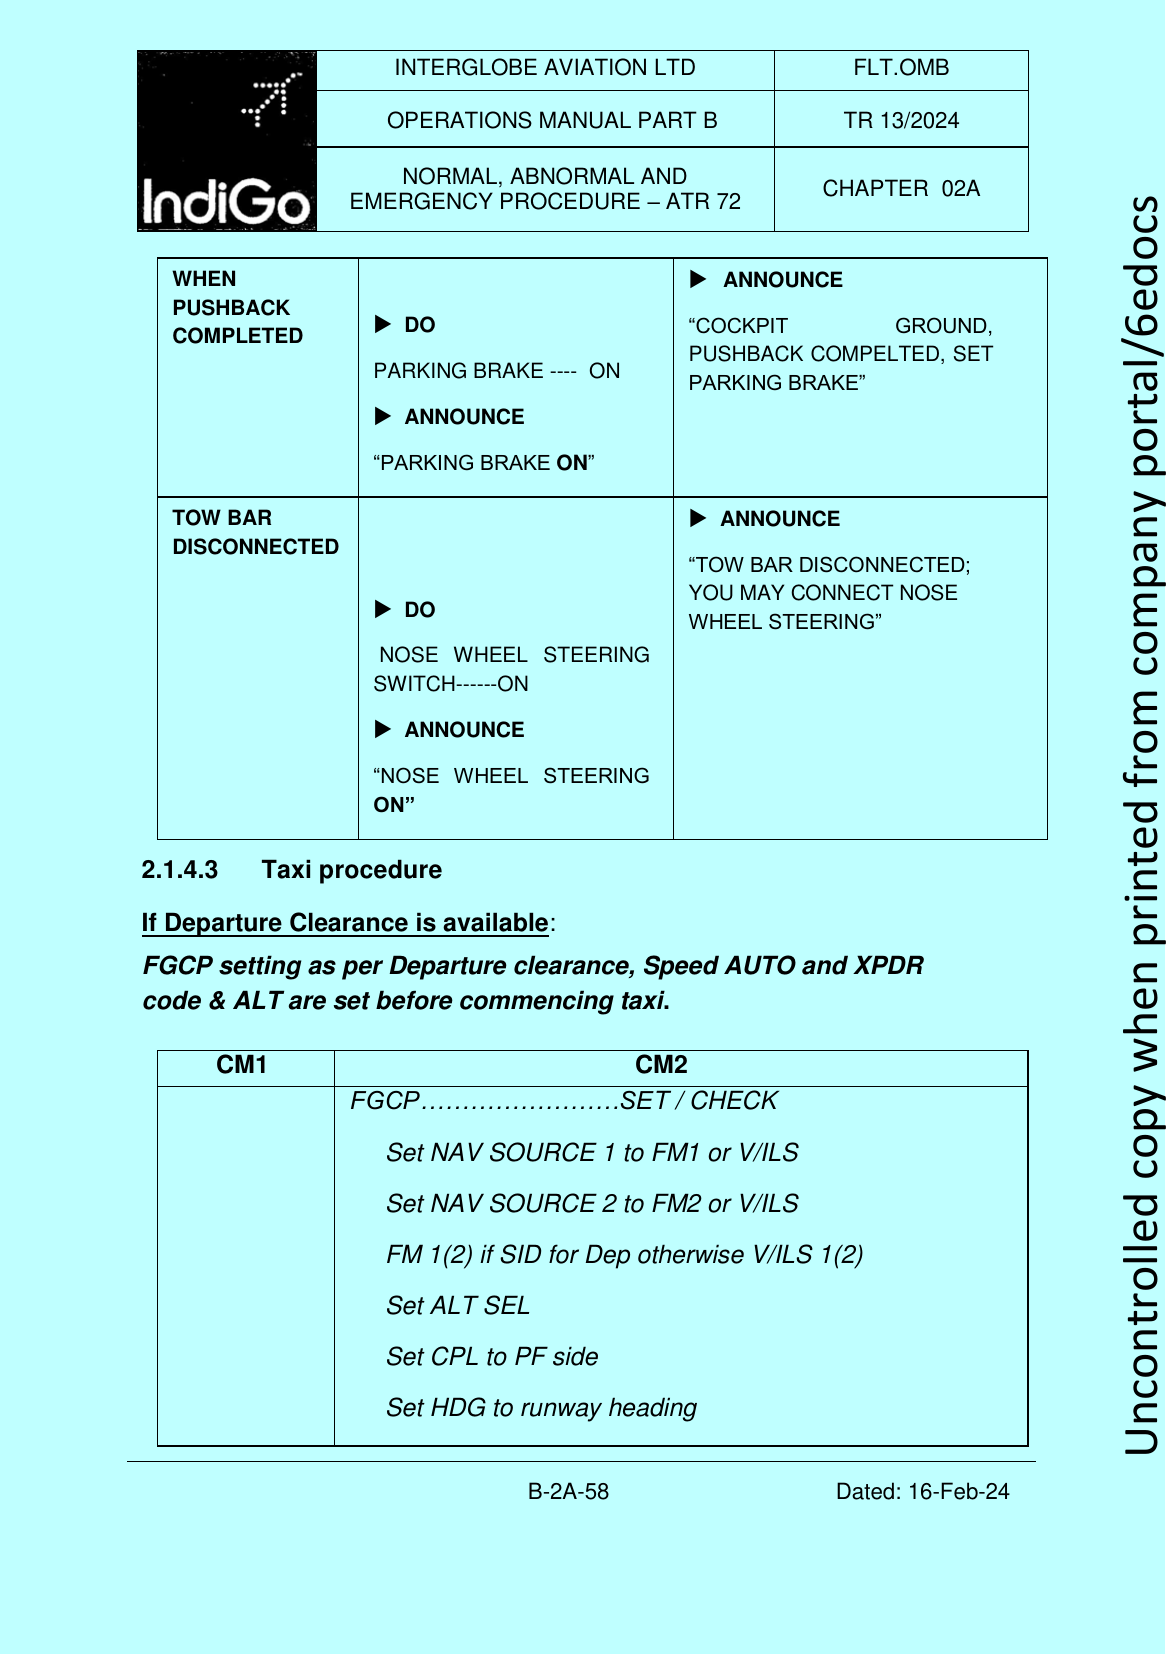 IndiGo
INTERGLOBE AVIATION LTD
FLT.OMB
OPERATIONS MANUAL PART B
TR 13/2024
NORMAL, ABNORMAL AND
EMERGENCY PROCEDURE – ATR 72
CHAPTER 02A
WHEN
PUSHBACK
COMPLETED
▶ DO
PARKING BRAKE ---- ON
▶ ANNOUNCE
“PARKING BRAKE ON”
▶ ANNOUNCE
“COCKPIT GROUND,
PUSHBACK COMPELTED, SET
PARKING BRAKE”
TOW BAR
DISCONNECTED
▶ DO
NOSE WHEEL STEERING
SWITCH------ON
▶ ANNOUNCE
“NOSE WHEEL STEERING
ON”
▶ ANNOUNCE
“TOW BAR DISCONNECTED;
YOU MAY CONNECT NOSE
WHEEL STEERING”
2.1.4.3 Taxi procedure
If Departure Clearance is available:
FGCP setting as per Departure clearance, Speed AUTO and XPDR
code & ALT are set before commencing taxi.
CM1
CM2
FGCP……………………SET / CHECK
Set NAV SOURCE 1 to FM1 or V/ILS
Set NAV SOURCE 2 to FM2 or V/ILS
FM 1(2) if SID for Dep otherwise V/ILS 1(2)
Set ALT SEL
Set CPL to PF side
Set HDG to runway heading
B-2A-58
Dated: 16-Feb-24
Uncontrolled copy when printed from company portal/6edocs